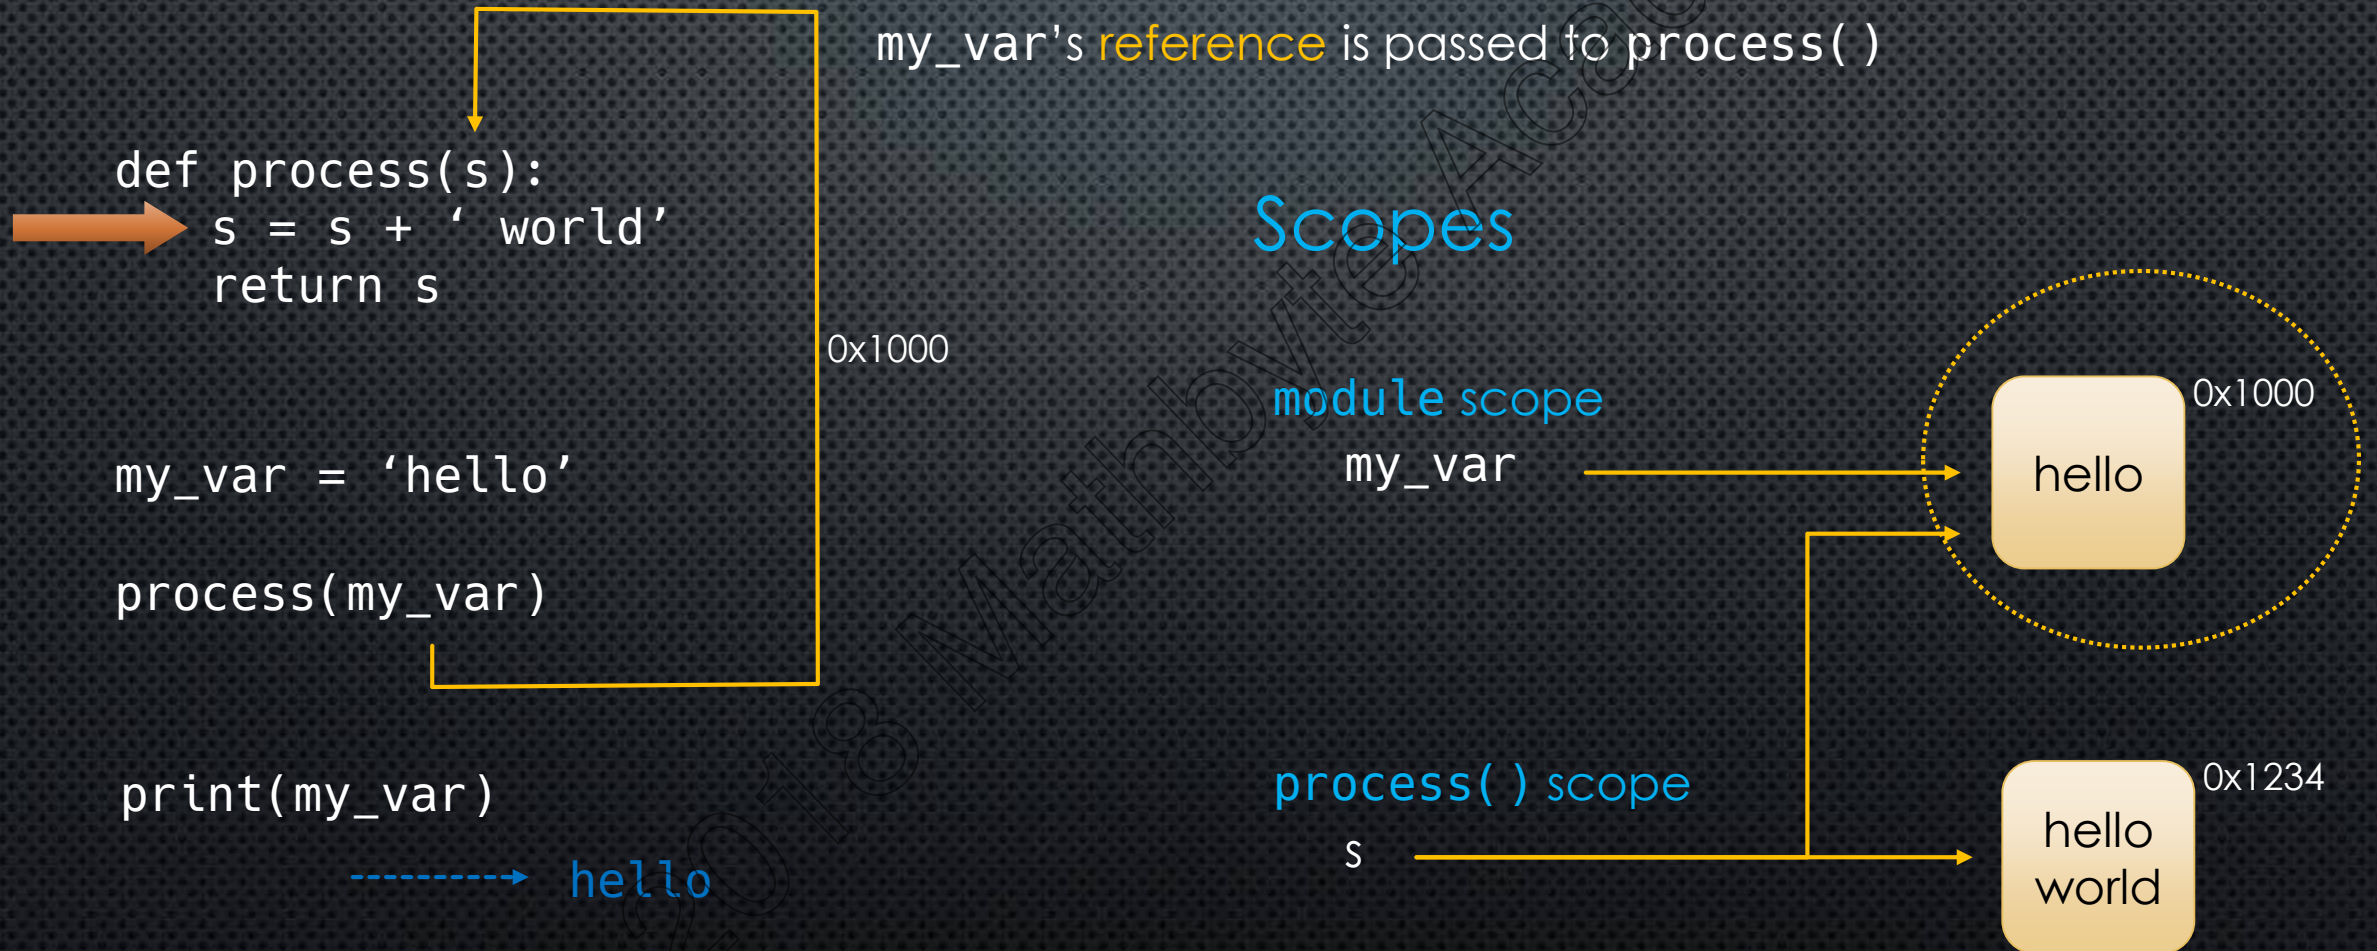 my_var's reference is passed to process()
def process(s):
s = s + ‘ world’
return s
my_var = ‘hello’
process(my_var)
print(my_var)
hello
0x1000
Scopes
module scope
my_var
0x1000
hello
process() scope
s
0x1234
hello
world
Mathbyte